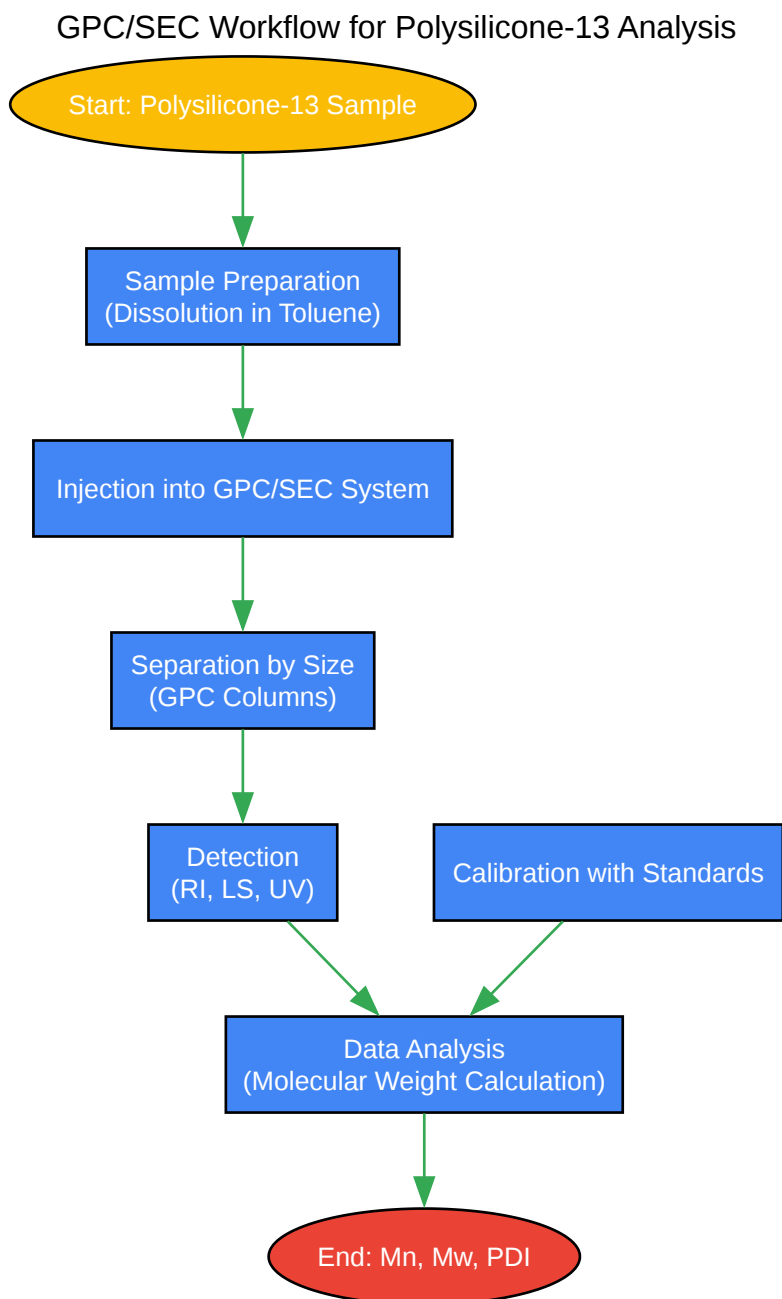 GPC/SEC Workflow for Polysilicone-13 Analysis
Start: Polysilicone-13 Sample
Sample Preparation
(Dissolution in Toluene)
Injection into GPC/SEC System
Separation by Size
(GPC Columns)
Detection
(RI, LS, UV)
Calibration with Standards
Data Analysis
(Molecular Weight Calculation)
End: Mn, Mw, PDI